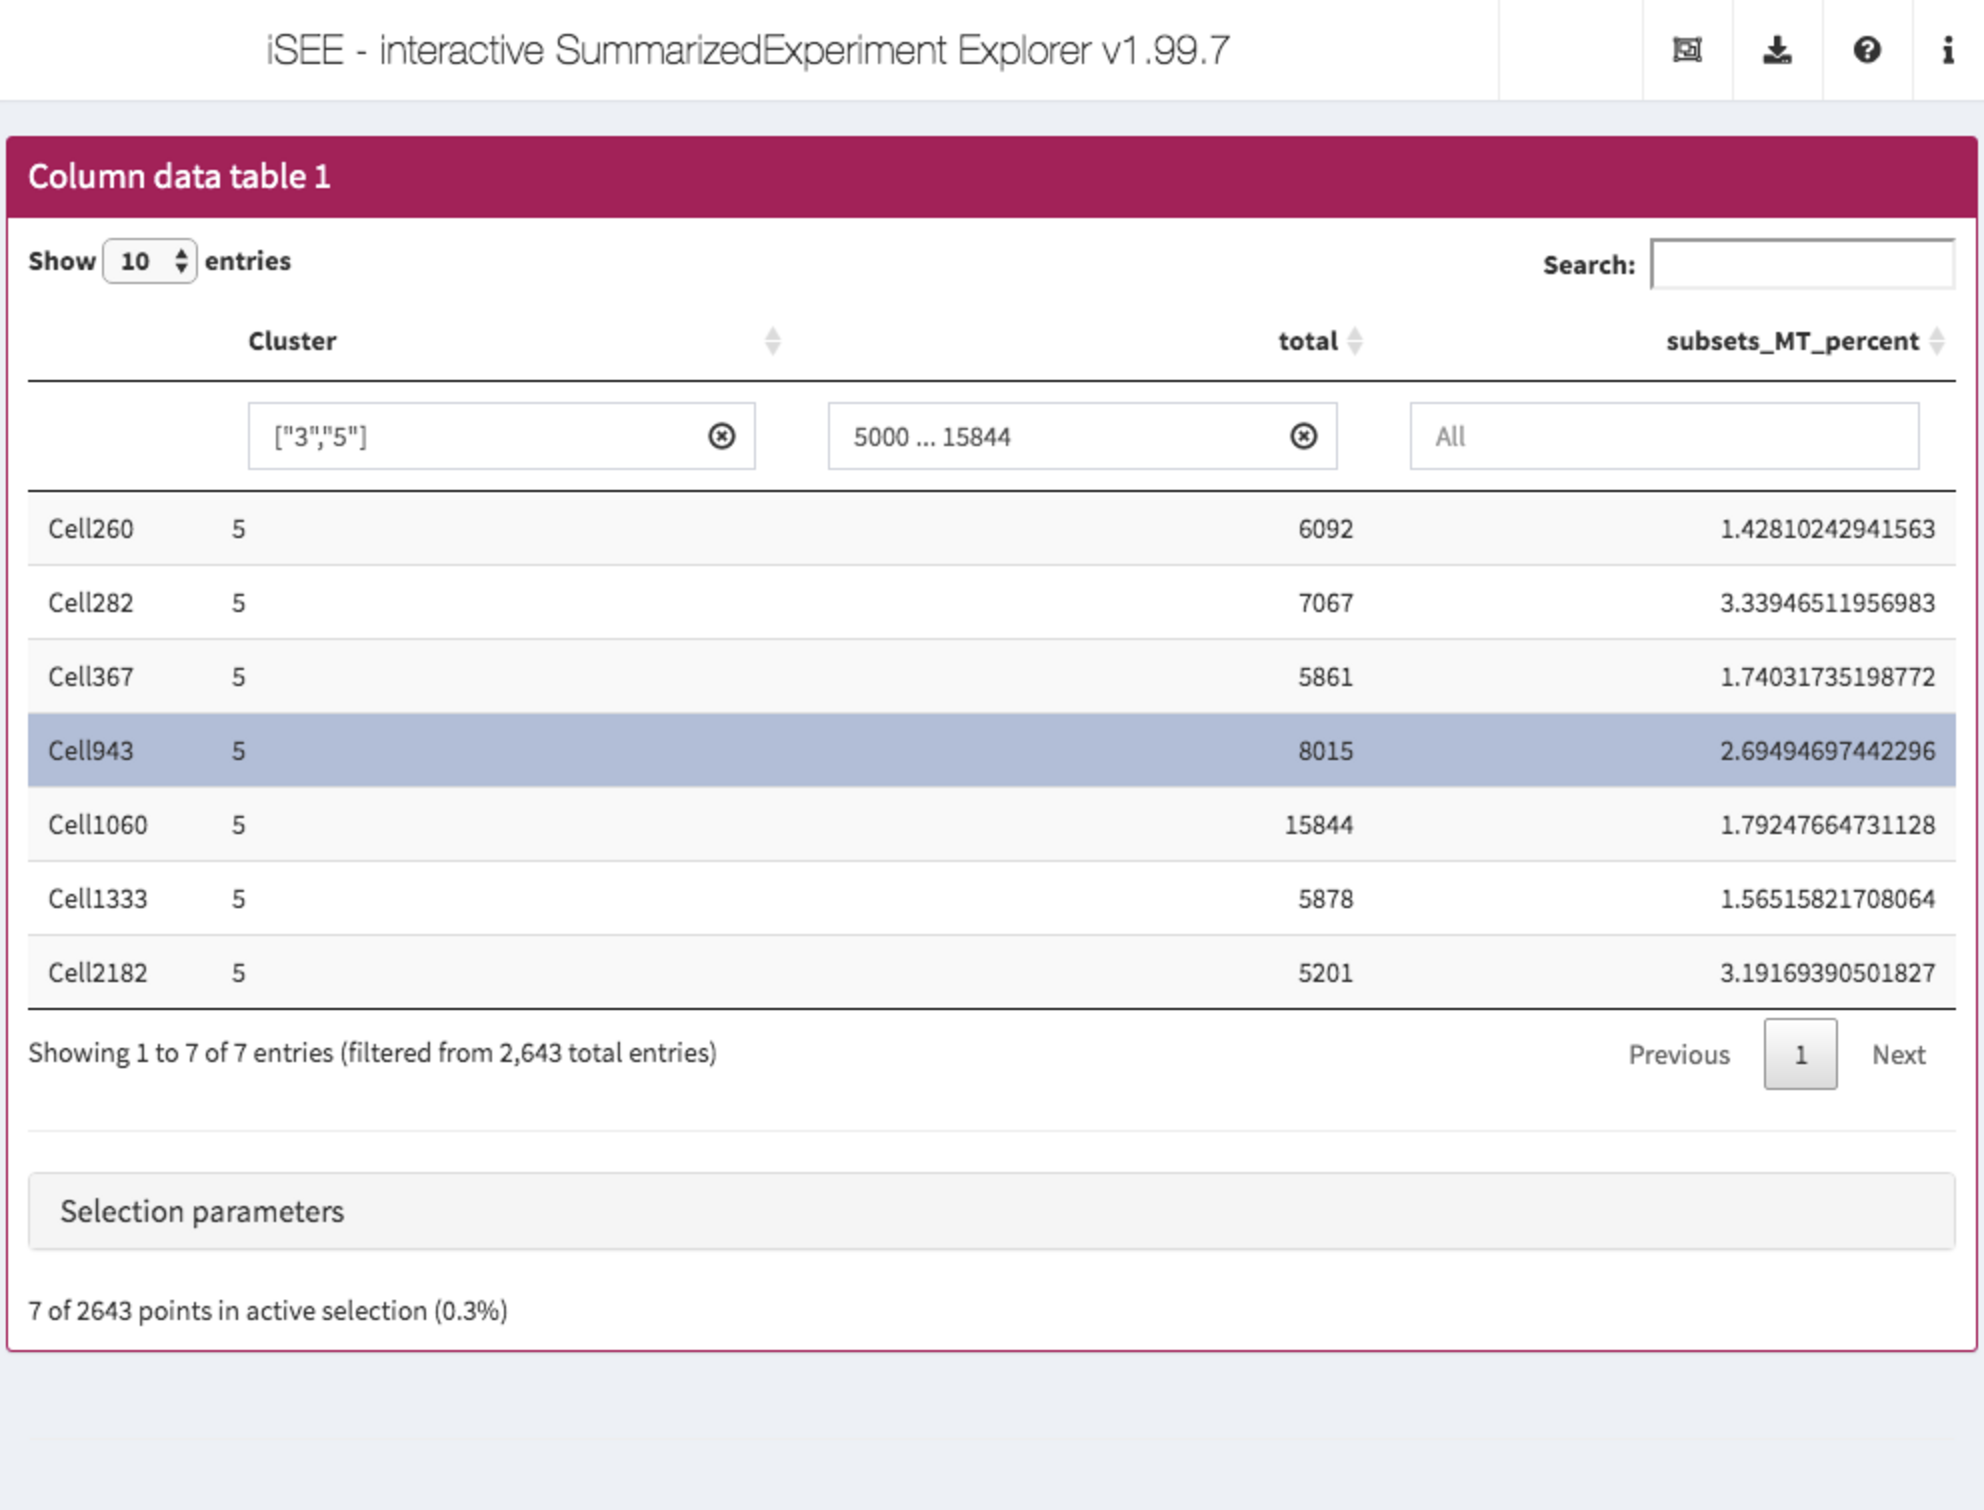 iSEE - interactive SummarizedExperiment Explorer v1.99.7
Column data table 1
Show 10 entries Search:
Cluster total subsets_MT_percent
["3","5"] 5000 ... 15844 All
Cell260 5 6092 1.42810242941563
Cell282 5 7067 3.33946511956983
Cell367 5 5861 1.74031735198772
Cell943 5 8015 2.69494697442296
Cell1060 5 15844 1.79247664731128
Cell1333 5 5878 1.56515821708064
Cell2182 5 5201 3.19169390501827
Showing 1 to 7 of 7 entries (filtered from 2,643 total entries) Previous 1 Next
Selection parameters
7 of 2643 points in active selection (0.3%)